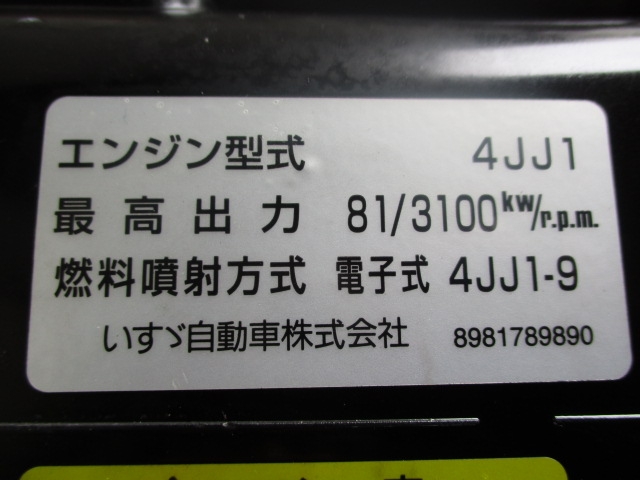 エンジン型式 4JJ1
最高出力 81/3100kW/r.p.m.
燃料噴射方式 電子式 4JJ1-9
いすゞ自動車株式会社 8981789890